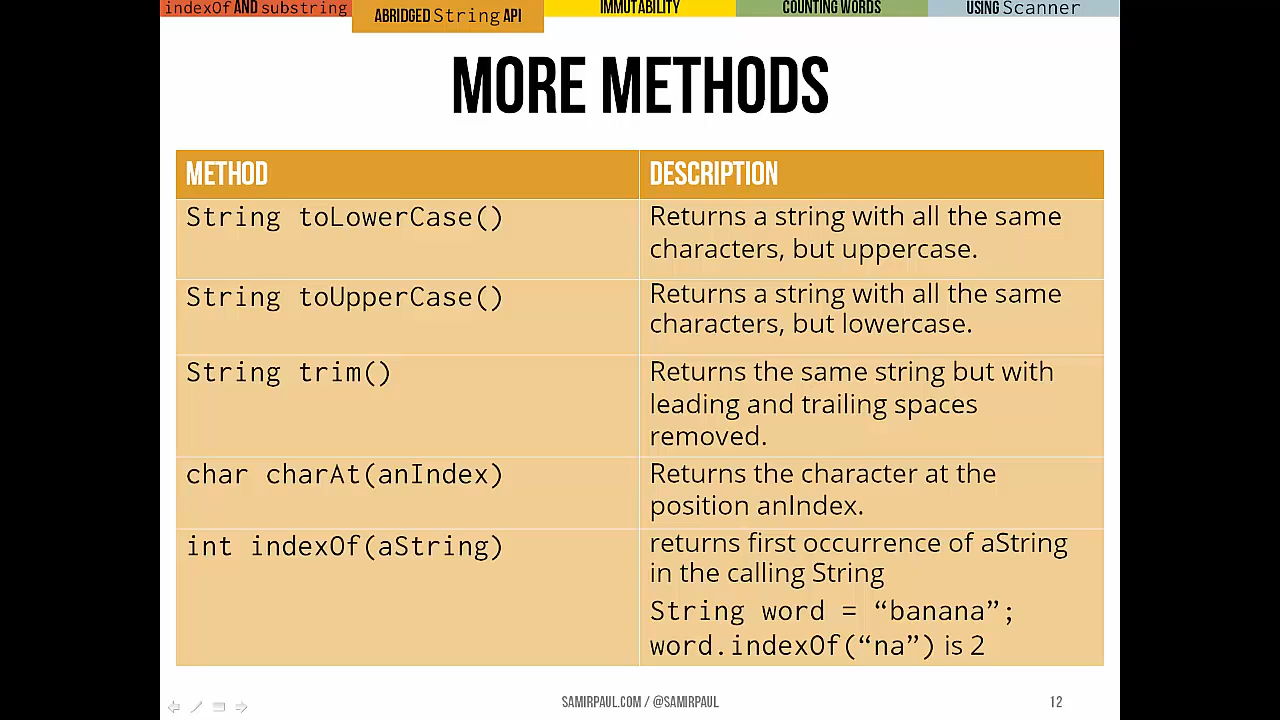 indexOf AND substring
ABRIDGED String API
IMMUTABILITY
COUNTING WORDS
USING Scanner
MORE METHODS
METHOD
DESCRIPTION
String toLowerCase()
Returns a string with all the same
characters, but uppercase.
String toUpperCase()
Returns a string with all the same
characters, but lowercase.
String trim()
Returns the same string but with
leading and trailing spaces
removed.
char charAt(anIndex)
Returns the character at the
position anIndex.
int indexOf(aString)
returns first occurrence of aString
in the calling String
String word = “banana”;
word.indexOf(“na”) is 2
SAMIRPAUL.COM / @SAMIRPAUL
12